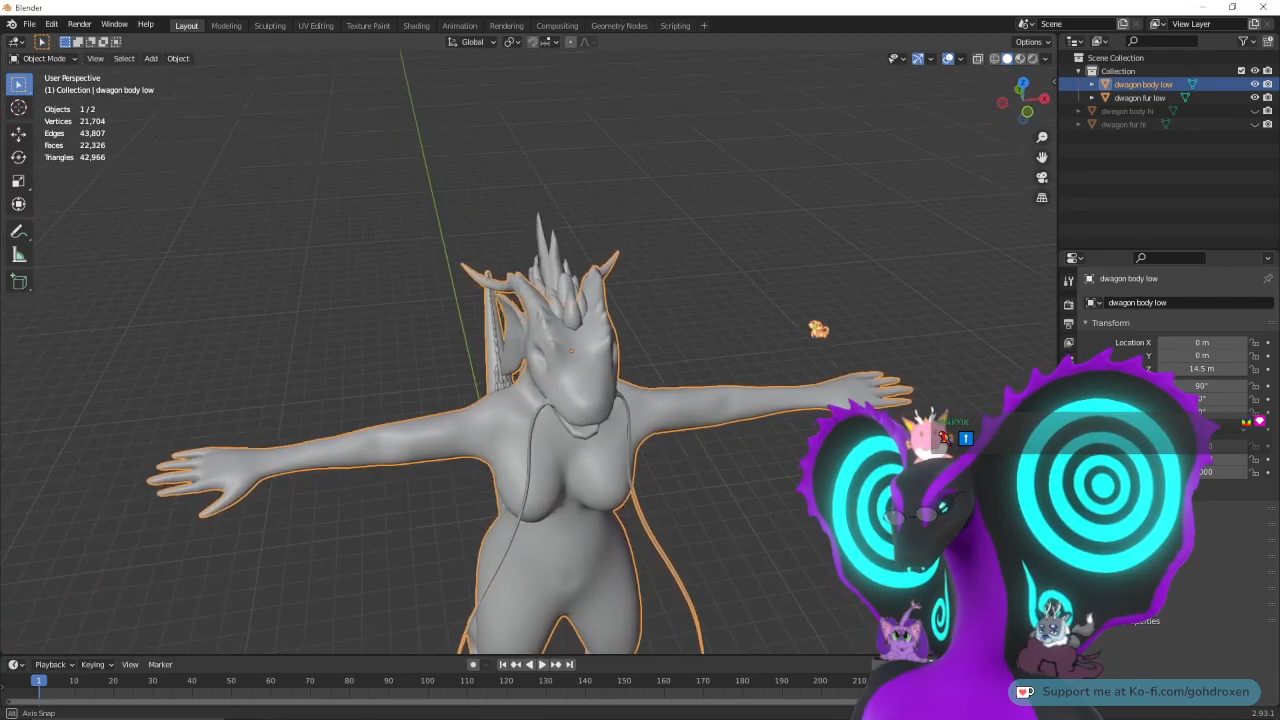 Blender
File Edit Render Window Help
Layout Modeling Sculpting UV Editing Texture Paint Shading Animation Rendering Compositing Geometry Nodes Scripting
Scene View Layer
Global Options
Object Mode View Select Add Object
User Perspective
(1) Collection | dwagon body low
Objects 1 / 2
Vertices 21,704
Edges 43,807
Faces 22,326
Triangles 42,966
Z
X
Scene Collection
Collection
dwagon body low
dwagon fur low
dwagon body hi
dwagon fur hi
dwagon body low
dwagon body low
Transform
Location X 0 m
Y 0 m
Z 14.5 m
90°
NKYIK
Support me at Ko-fi.com/gohdroxen
Playback Keying View Marker
1 10 20 30 40 50 60 70 80 90 100 110 120 130 140 150 160 170 180 190 200 210
Alt Axis Snap
2.93.1